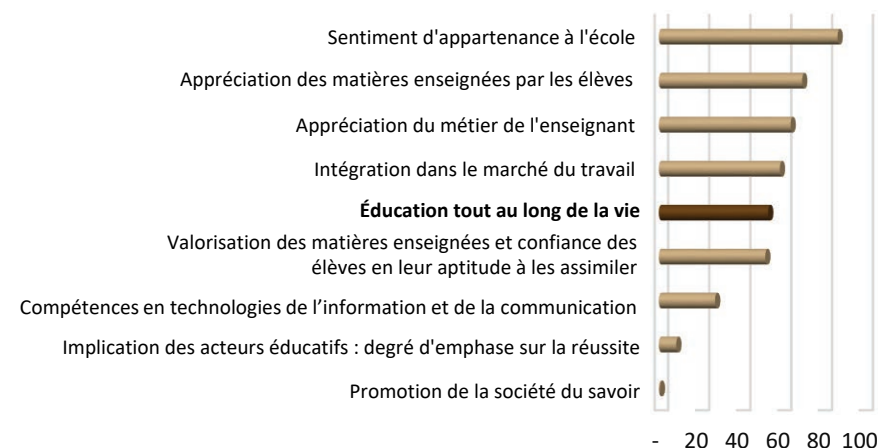 Sentiment d'appartenance à l'école
Appréciation des matières enseignées par les élèves
Appréciation du métier de l'enseignant
Intégration dans le marché du travail
Éducation tout au long de la vie
Valorisation des matières enseignées et confiance des
élèves en leur aptitude à les assimiler
Compétences en technologies de l’information et de la communication
Implication des acteurs éducatifs : degré d'emphase sur la réussite
Promotion de la société du savoir
- 20 40 60 80 100